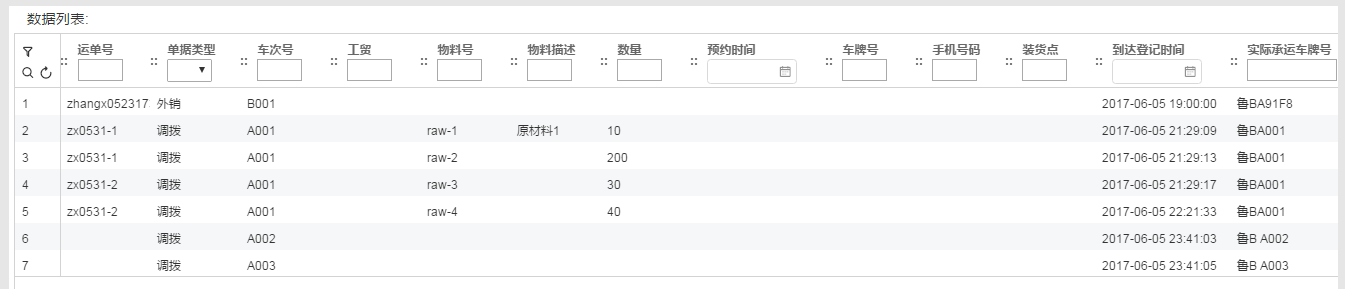 数据列表:
运单号 单据类型 车次号 工贸 物料号 物料描述 数量 预约时间 车牌号 手机号码 装货点 到达登记时间 实际承运车牌号
1 zhangx052317 外销 B001 2017-06-05 19:00:00 鲁BA91F8
2 zx0531-1 调拨 A001 raw-1 原材料1 10 2017-06-05 21:29:09 鲁BA001
3 zx0531-1 调拨 A001 raw-2 200 2017-06-05 21:29:13 鲁BA001
4 zx0531-2 调拨 A001 raw-3 30 2017-06-05 21:29:17 鲁BA001
5 zx0531-2 调拨 A001 raw-4 40 2017-06-05 22:21:33 鲁BA001
6 调拨 A002 2017-06-05 23:41:03 鲁B A002
7 调拨 A003 2017-06-05 23:41:05 鲁B A003